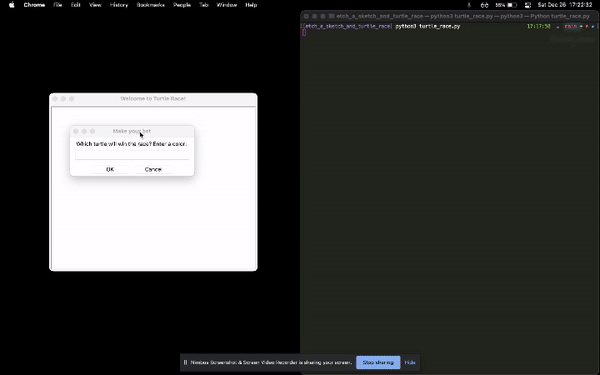 Chrome File Edit View History Bookmarks People Tab Window Help
Sat Dec 26 17:22:32
etch_a_sketch_and_turtle_race — python3 turtle_race.py — python3 — Python turtle_race.py
[etch_a_sketch_and_turtle_race] python3 turtle_race.py
17:17:58
main
Welcome to Turtle Race!
Make your bet
Which turtle will win the race? Enter a color.
OK Cancel
Nimbus Screenshot & Screen Video Recorder is sharing your screen. Stop sharing Hide